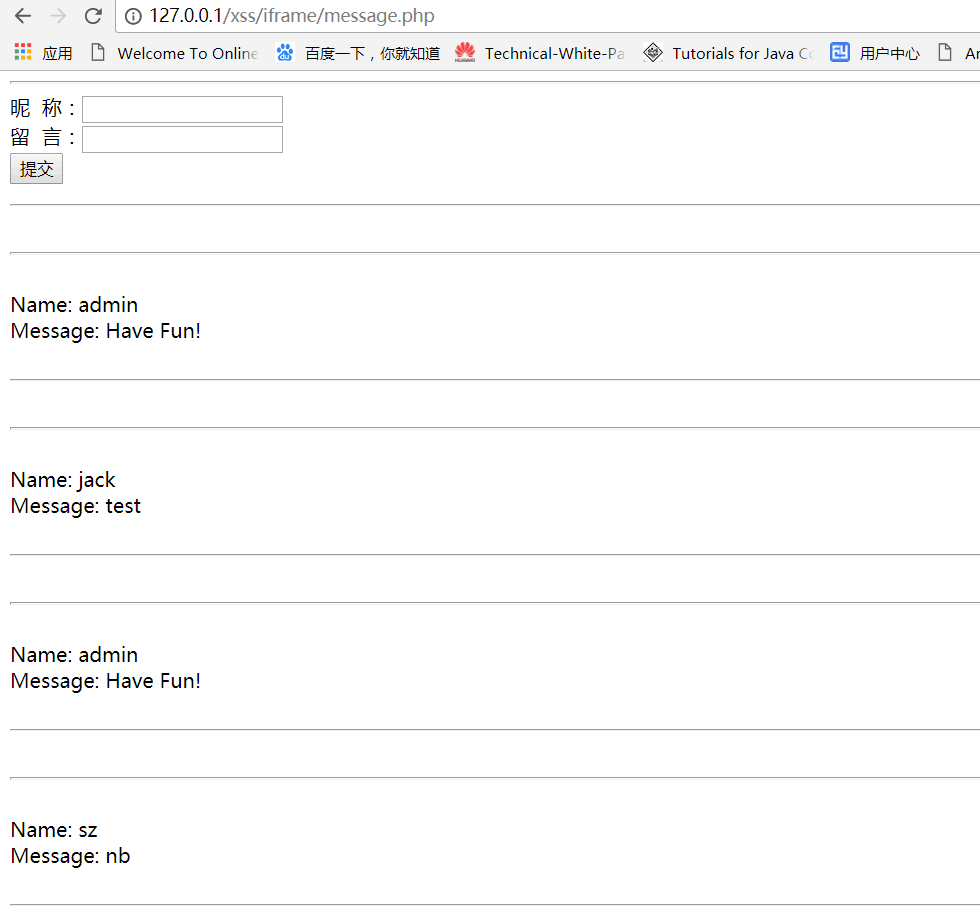 127.0.0.1/xss/iframe/message.php
应用 Welcome To Online 百度一下，你就知道 Technical-White-Pa Tutorials for Java Co 用户中心 Ar
昵 称：
留 言：
提交
Name: admin
Message: Have Fun!
Name: jack
Message: test
Name: admin
Message: Have Fun!
Name: sz
Message: nb